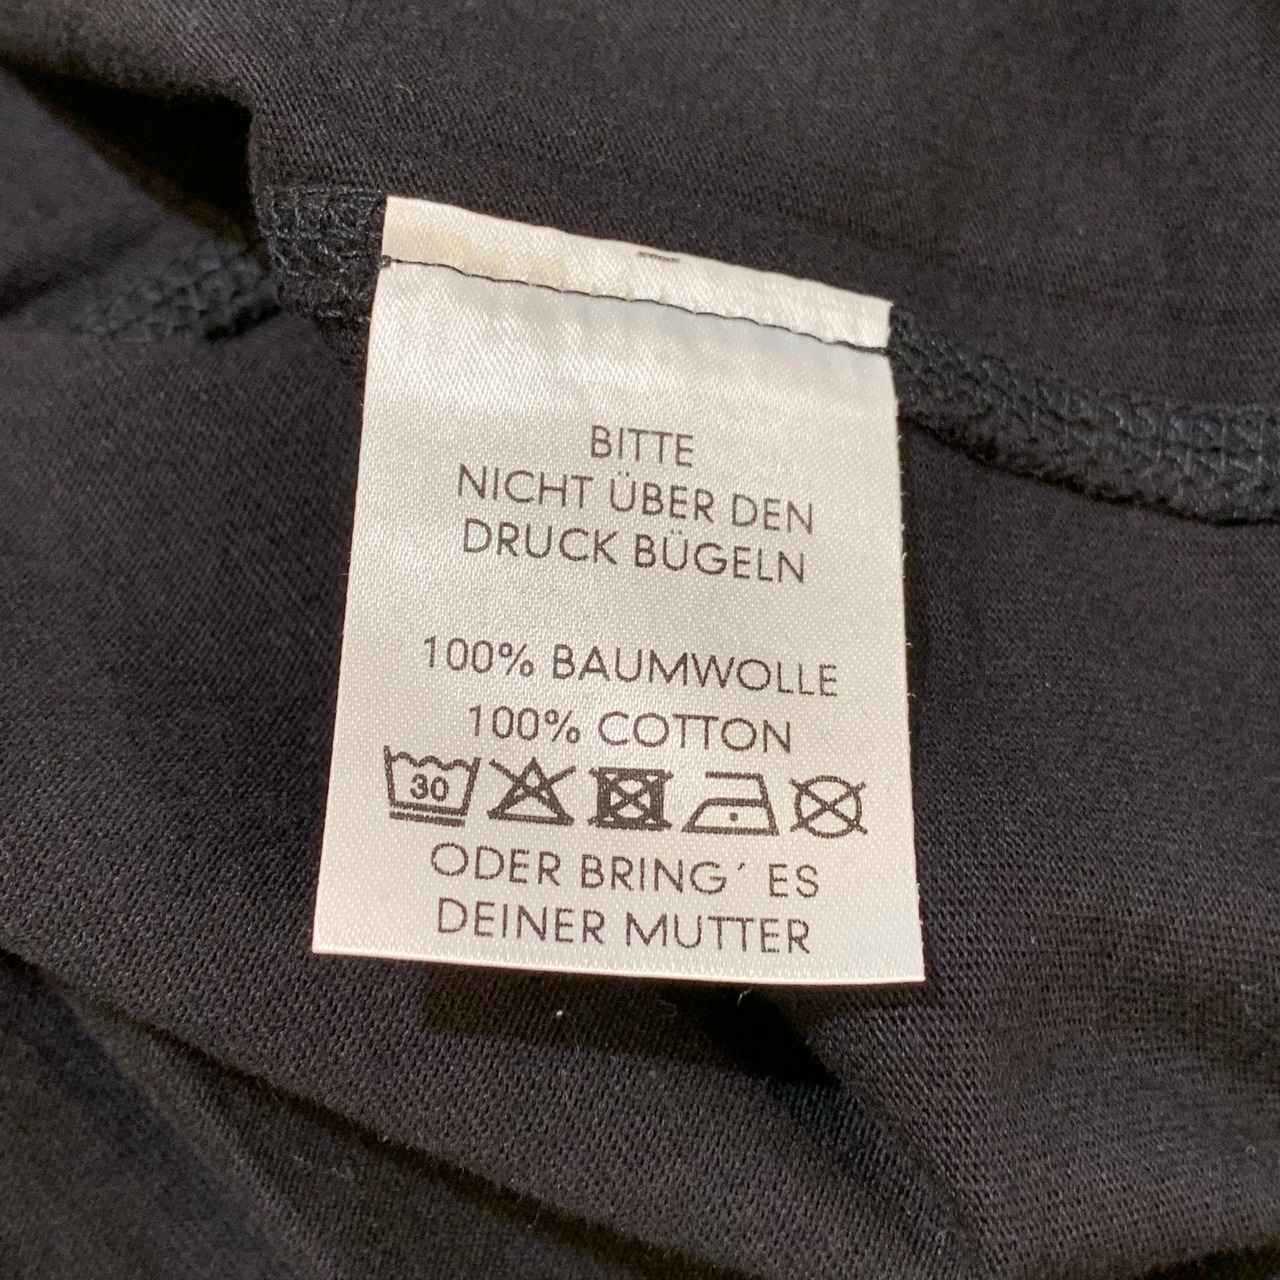 BITTE
NICHT ÜBER DEN
DRUCK BÜGELN
100% BAUMWOLLE
100% COTTON
30
ODER BRING´ ES
DEINER MUTTER